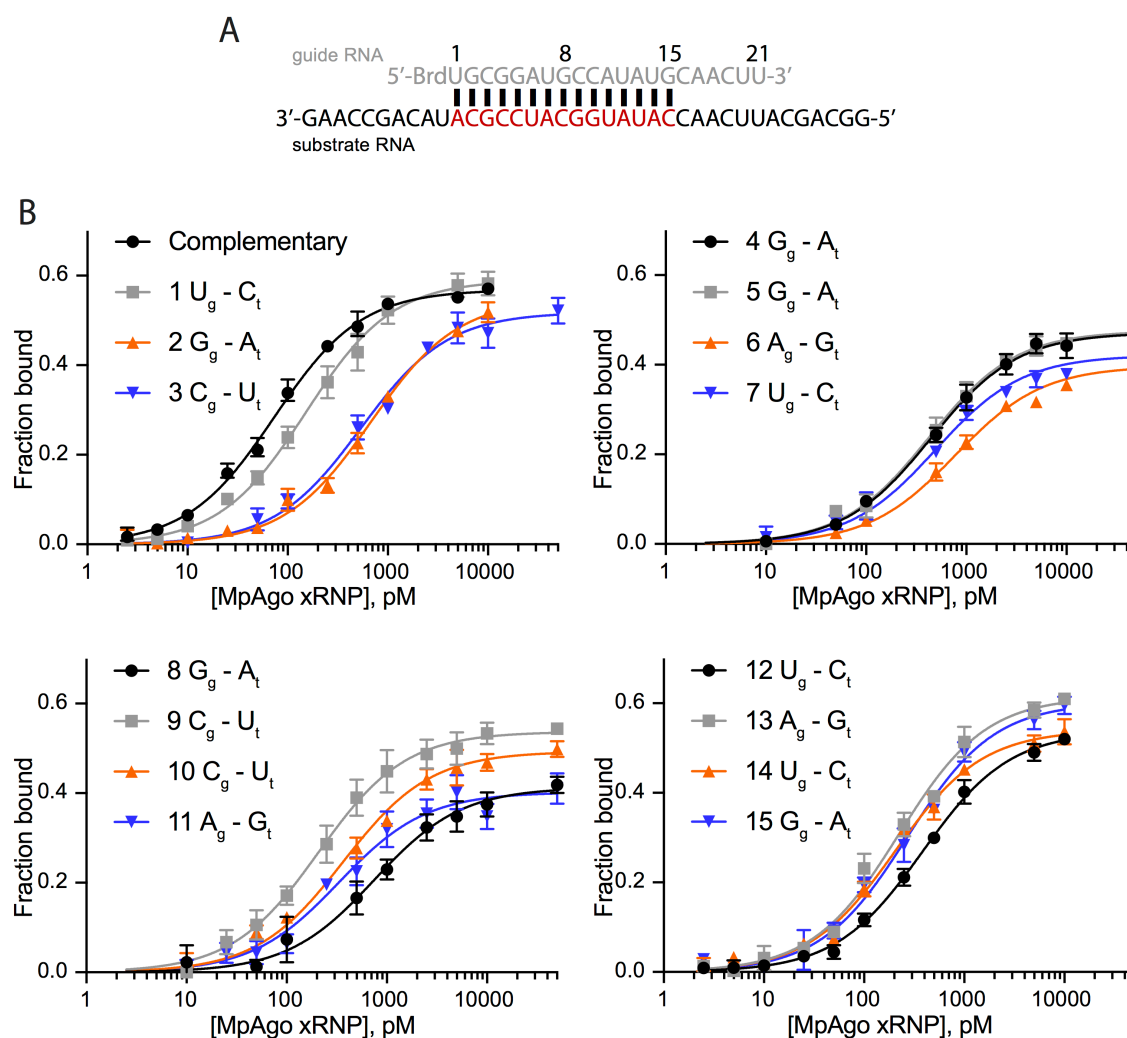 A
guide RNA
1 8 15 21
5′-BrdUGCGGAUGCCAUAUGCAACUU-3′
3′-GAACCGACAUACGCCUACGGUAUACCAACUUACGACGG-5′
substrate RNA
B
Complementary
1 Ug - Ct
2 Gg - At
3 Cg - Ut
Fraction bound
0.6
0.4
0.2
0.0
1 10 100 1000 10000
[MpAgo xRNP], pM
4 Gg - At
5 Gg - At
6 Ag - Gt
7 Ug - Ct
Fraction bound
0.6
0.4
0.2
0.0
1 10 100 1000 10000
[MpAgo xRNP], pM
8 Gg - At
9 Cg - Ut
10 Cg - Ut
11 Ag - Gt
Fraction bound
0.6
0.4
0.2
0.0
1 10 100 1000 10000
[MpAgo xRNP], pM
12 Ug - Ct
13 Ag - Gt
14 Ug - Ct
15 Gg - At
Fraction bound
0.6
0.4
0.2
0.0
1 10 100 1000 10000
[MpAgo xRNP], pM